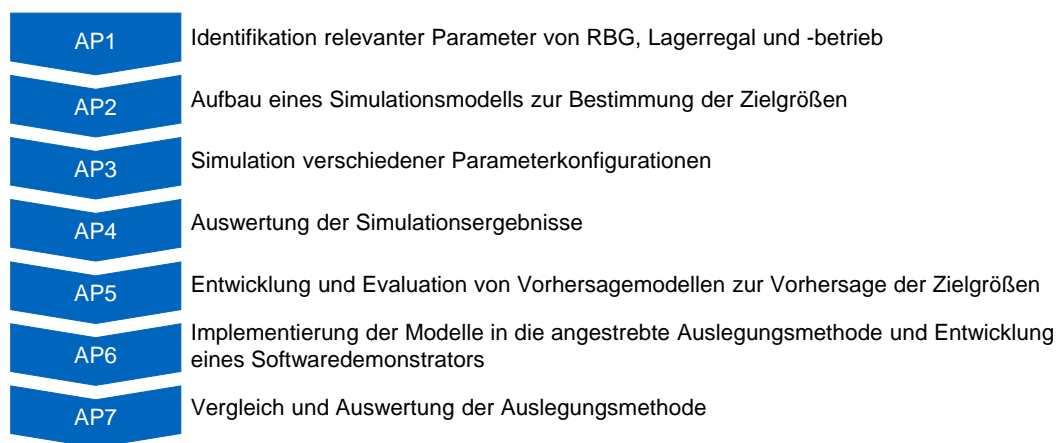 AP1
Identifikation relevanter Parameter von RBG, Lagerregal und -betrieb
AP2
Aufbau eines Simulationsmodells zur Bestimmung der Zielgrößen
AP3
Simulation verschiedener Parameterkonfigurationen
AP4
Auswertung der Simulationsergebnisse
AP5
Entwicklung und Evaluation von Vorhersagemodellen zur Vorhersage der Zielgrößen
AP6
Implementierung der Modelle in die angestrebte Auslegungsmethode und Entwicklung
eines Softwaredemonstrators
AP7
Vergleich und Auswertung der Auslegungsmethode